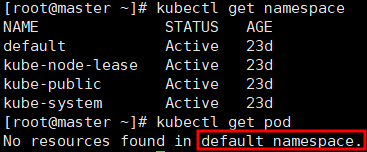 [root@master ~]# kubectl get namespace
NAME              STATUS   AGE
default           Active   23d
kube-node-lease   Active   23d
kube-public       Active   23d
kube-system       Active   23d
[root@master ~]# kubectl get pod
No resources found in default namespace.